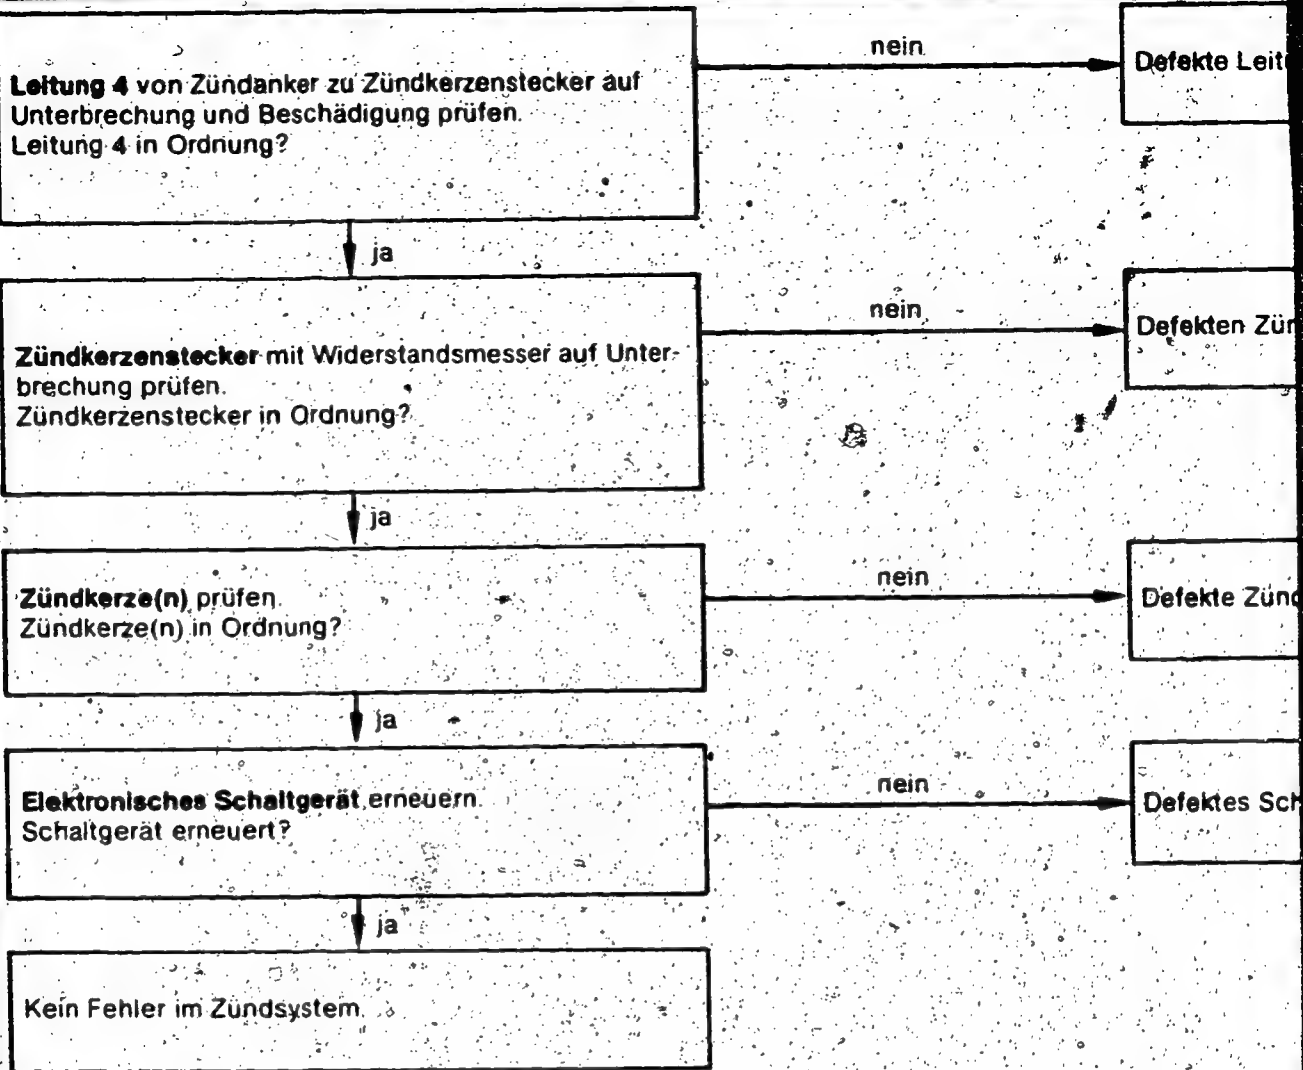 Leitung 4 von Zündanker zu Zündkerzenstecker auf
Unterbrechung und Beschädigung prüfen.
Leitung 4 in Ordnung?
nein
Defekte
ja
Zündkerzenstecker mit Widerstandsmesser auf Unter-
brechung prüfen.
Zündkerzenstecker in Ordnung?
nein
Defekten
ja
Zündkerze(n) prüfen.
Zündkerze(n) in Ordnung?
nein
Defekte
ja
Elektronisches Schaltgerät erneuern.
Schaltgerät erneuert?
nein
Defektes
ja
Kein Fehler im Zündsystem.